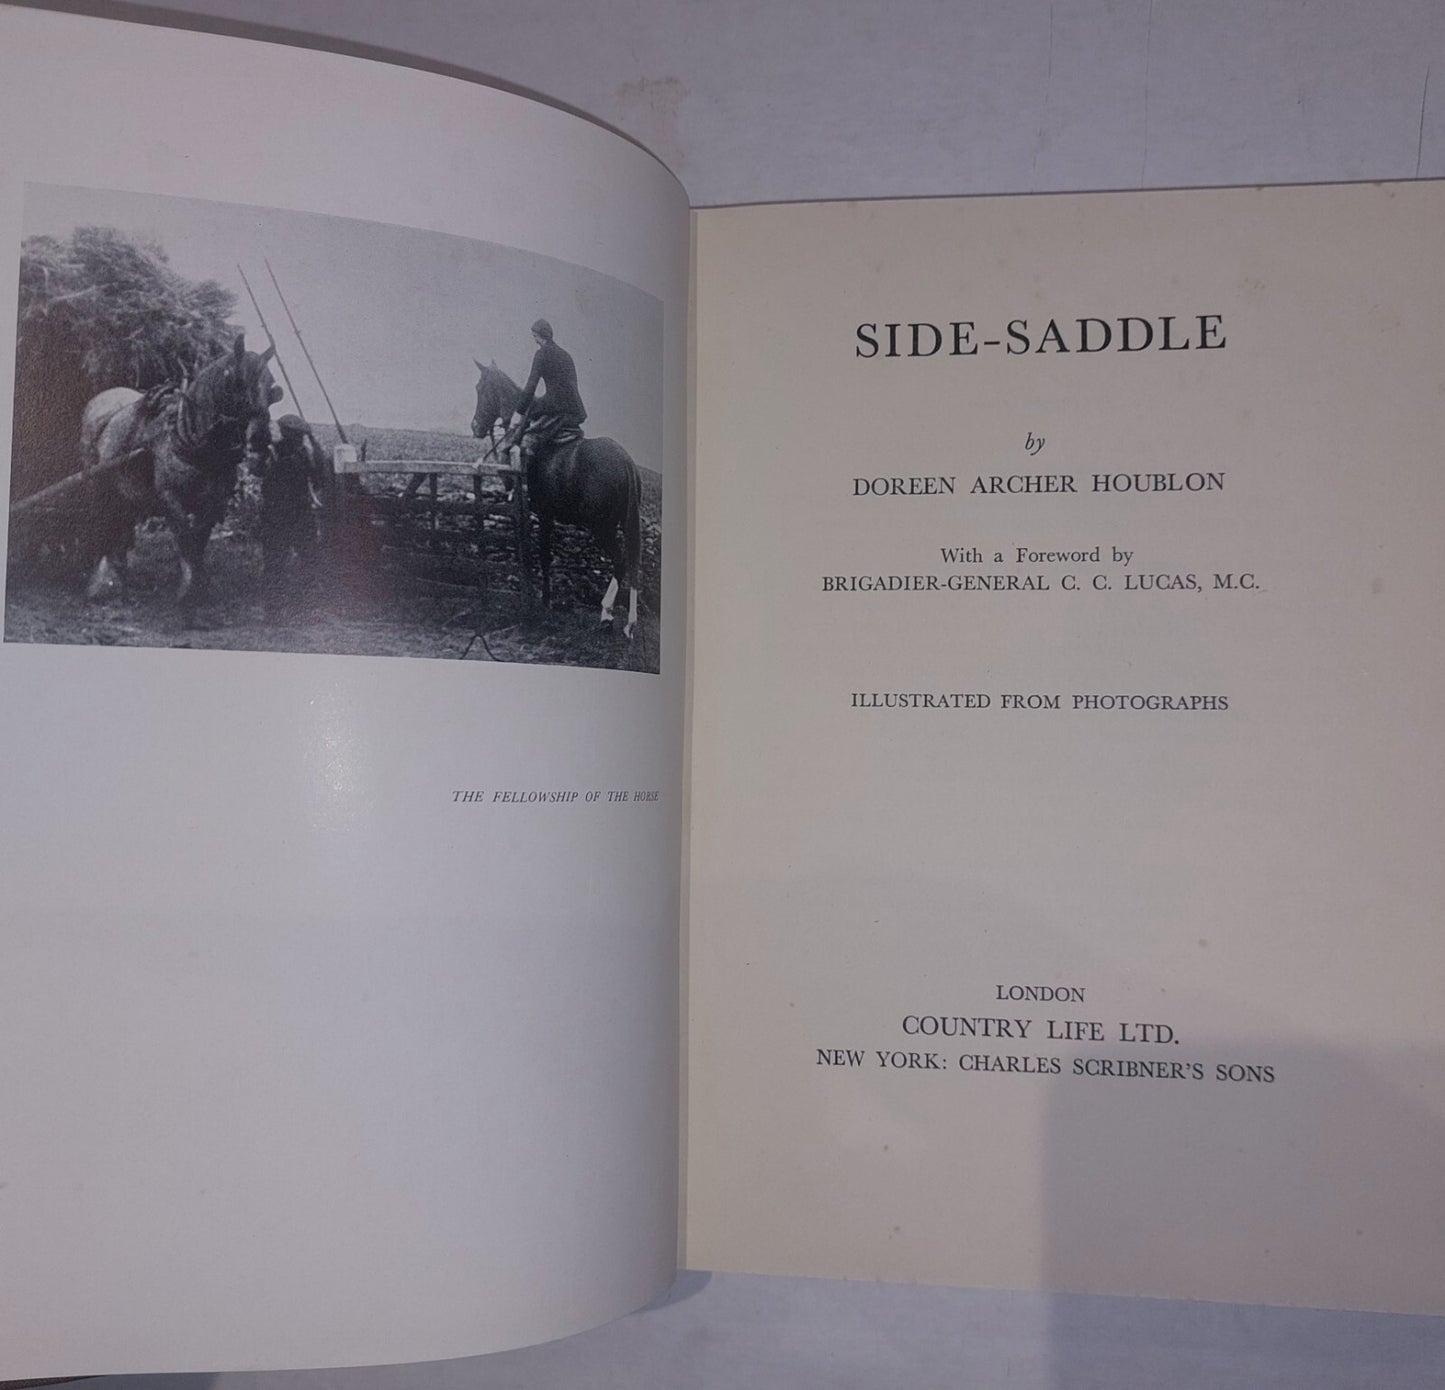 THE FELLOWSHIP OF THE HORSE
SIDE-SADDLE
by
DOREEN ARCHER HOUBLON
With a Foreword by
BRIGADIER-GENERAL C. C. LUCAS, M.C.
ILLUSTRATED FROM PHOTOGRAPHS
LONDON
COUNTRY LIFE LTD.
NEW YORK: CHARLES SCRIBNER'S SONS